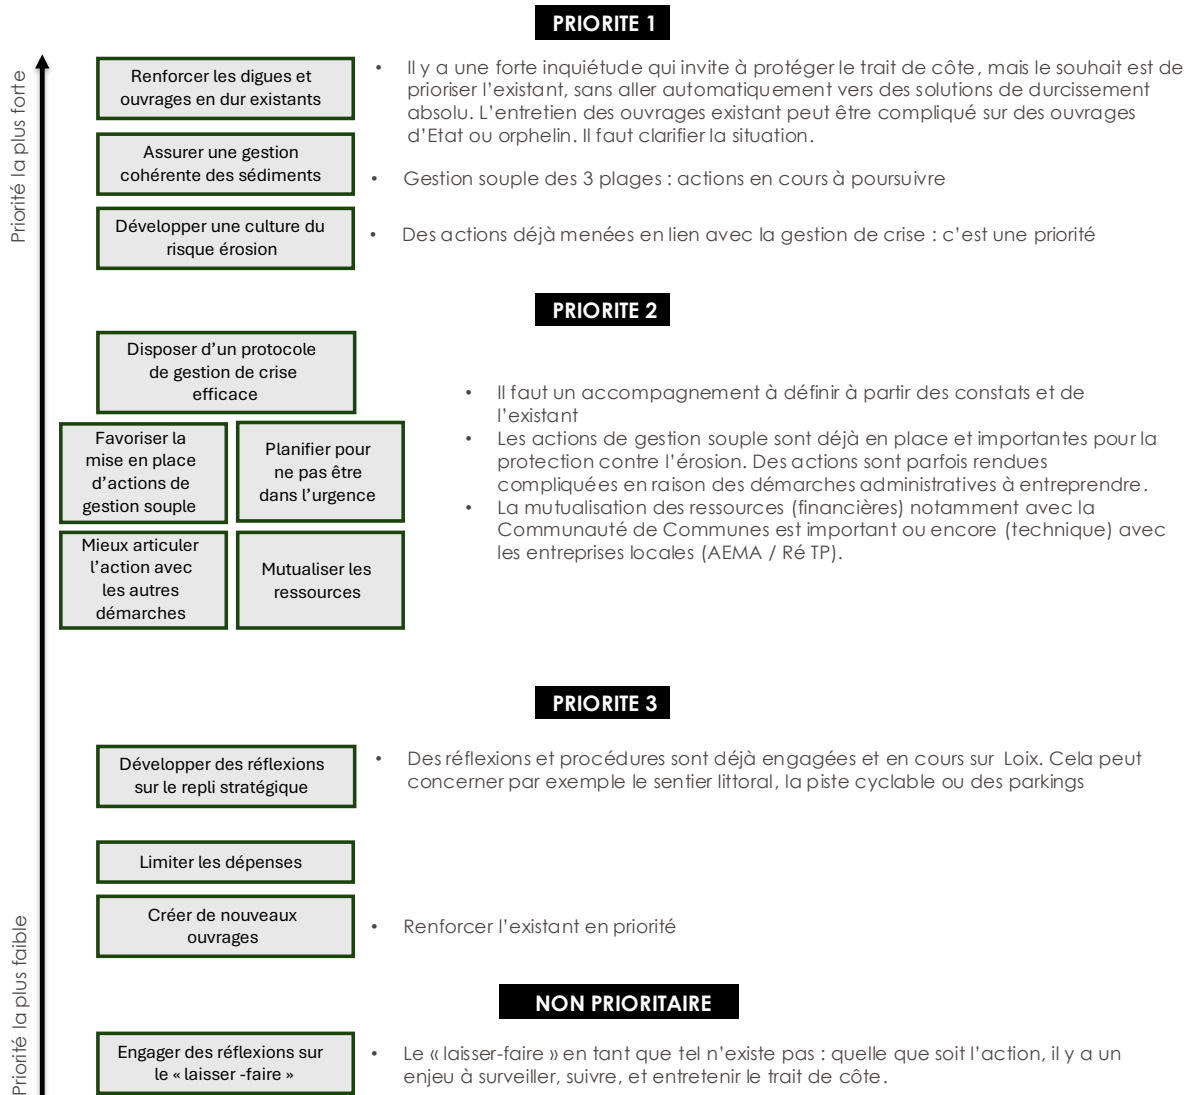 PRIORITE 1
Priorité la plus forte
Renforcer les digues et
ouvrages en dur existants
• Il y a une forte inquiétude qui invite à protéger le trait de côte, mais le souhait est de
prioriser l'existant, sans aller automatiquement vers des solutions de durcissement
absolu. L'entretien des ouvrages existant peut être compliqué sur des ouvrages
d'Etat ou orphelin. Il faut clarifier la situation.
Assurer une gestion
cohérente des sédiments
• Gestion souple des 3 plages : actions en cours à poursuivre
Développer une culture du
risque érosion
• Des actions déjà menées en lien avec la gestion de crise : c'est une priorité
PRIORITE 2
Disposer d'un protocole
de gestion de crise
efficace
Favoriser la
mise en place
d'actions de
gestion souple
Planifier pour
ne pas être
dans l'urgence
Mieux articuler
l'action avec
les autres
démarches
Mutualiser les
ressources
• Il faut un accompagnement à définir à partir des constats et de
l'existant
• Les actions de gestion souple sont déjà en place et importantes pour la
protection contre l'érosion. Des actions sont parfois rendues
compliquées en raison des démarches administratives à entreprendre.
• La mutualisation des ressources (financières) notamment avec la
Communauté de Communes est important ou encore (technique) avec
les entreprises locales (AEMA / Ré TP).
PRIORITE 3
Développer des réflexions
sur le repli stratégique
• Des réflexions et procédures sont déjà engagées et en cours sur Loix. Cela peut
concerner par exemple le sentier littoral, la piste cyclable ou des parkings
Limiter les dépenses
Créer de nouveaux
ouvrages
• Renforcer l'existant en priorité
Priorité la plus faible
NON PRIORITAIRE
Engager des réflexions sur
le « laisser -faire »
• Le « laisser-faire » en tant que tel n'existe pas : quelle que soit l'action, il y a un
enjeu à surveiller, suivre, et entretenir le trait de côte.